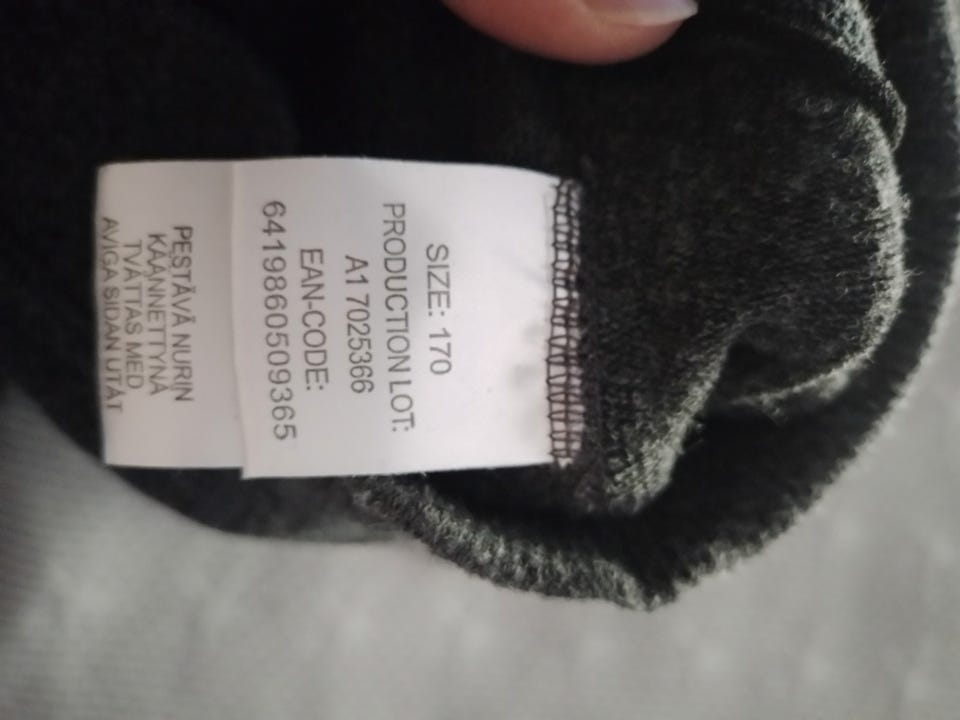 SIZE: 170
PRODUCTION LOT:
A1 7025366
EAN-CODE:
6419860509365
PESTÄVÄ NURIN
KÄÄNNETTYNÄ
TVÄTTAS MED
AVIGA SIDAN UTÅT